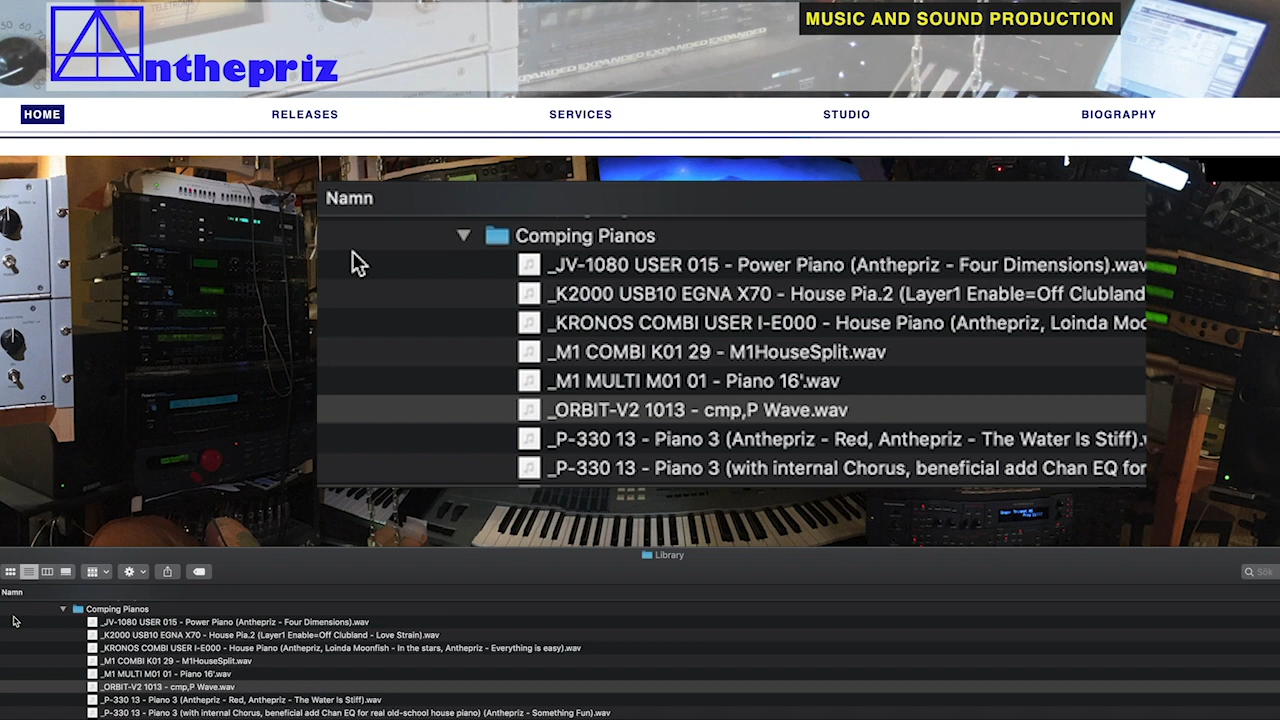 Anthepriz
MUSIC AND SOUND PRODUCTION
HOME
RELEASES
SERVICES
STUDIO
BIOGRAPHY
Namn
Comping Pianos
_JV-1080 USER 015 - Power Piano (Anthepriz - Four Dimensions).wav
_K2000 USB10 EGNA X70 - House Pia.2 (Layer1 Enable=Off Clubland
_KRONOS COMBI USER I-E000 - House Piano (Anthepriz, Loinda Moo
_M1 COMBI K01 29 - M1HouseSplit.wav
_M1 MULTI M01 01 - Piano 16'.wav
_ORBIT-V2 1013 - cmp,P Wave.wav
_P-330 13 - Piano 3 (Anthepriz - Red, Anthepriz - The Water Is Stiff).
_P-330 13 - Piano 3 (with internal Chorus, beneficial add Chan EQ for
Library
Sök
Namn
Comping Pianos
_JV-1080 USER 015 - Power Piano (Anthepriz - Four Dimensions).wav
_K2000 USB10 EGNA X70 - House Pia.2 (Layer1 Enable=Off Clubland - Love Strain).wav
_KRONOS COMBI USER I-E000 - House Piano (Anthepriz, Loinda Moonfish - In the stars, Anthepriz - Everything is easy).wav
_M1 COMBI K01 29 - M1HouseSplit.wav
_M1 MULTI M01 01 - Piano 16'.wav
_ORBIT-V2 1013 - cmp,P Wave.wav
_P-330 13 - Piano 3 (Anthepriz - Red, Anthepriz - The Water Is Stiff).wav
_P-330 13 - Piano 3 (with internal Chorus, beneficial add Chan EQ for real old-school house piano) (Anthepriz - Something Fun).wav